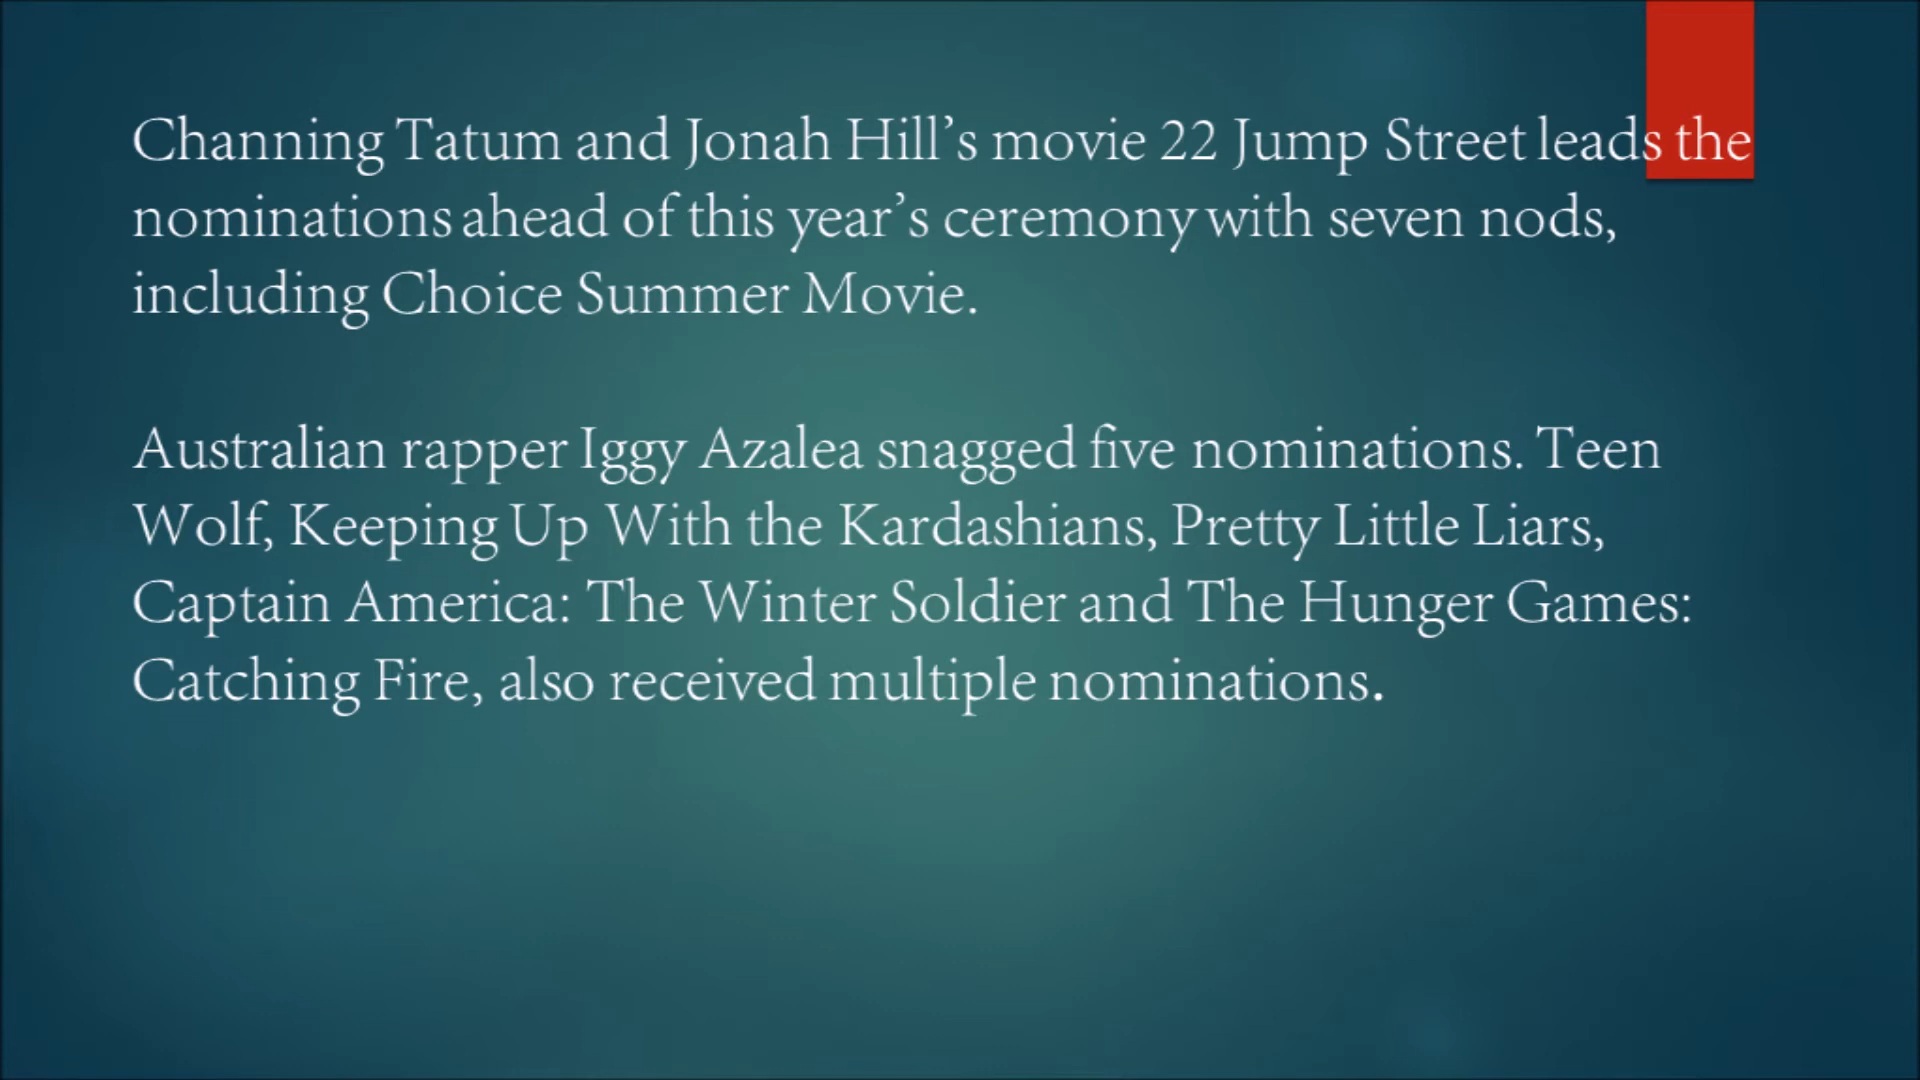 Channing Tatum and Jonah Hill’s movie 22 Jump Street leads the
nominations ahead of this year’s ceremony with seven nods,
including Choice Summer Movie.
Australian rapper Iggy Azalea snagged five nominations. Teen
Wolf, Keeping Up With the Kardashians, Pretty Little Liars,
Captain America: The Winter Soldier and The Hunger Games:
Catching Fire, also received multiple nominations.